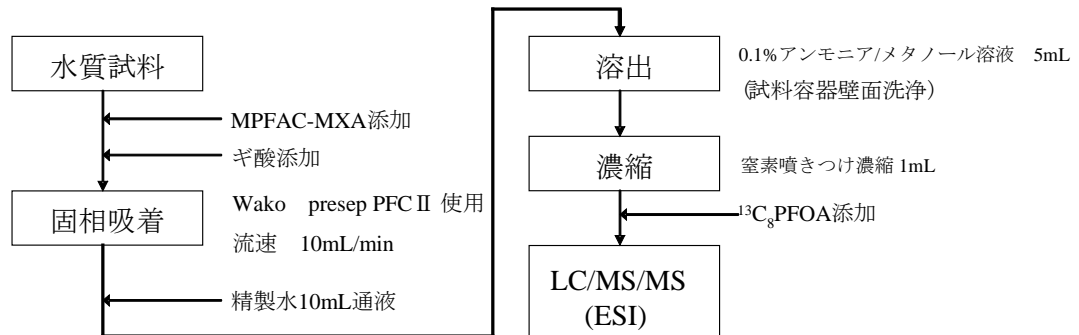 水質試料
MPFAC-MXA添加
ギ酸添加
固相吸着
Wako　presep PFCⅡ 使用
流速　10mL/min
精製水10mL通液
溶出
0.1%アンモニア/メタノール溶液　5mL
(試料容器壁面洗浄)
濃縮
窒素噴きつけ濃縮 1mL
¹³C₈PFOA添加
LC/MS/MS
(ESI)